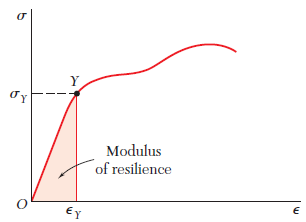 σ
Y
σY
Modulus
of resilience
O
ϵY
ϵ